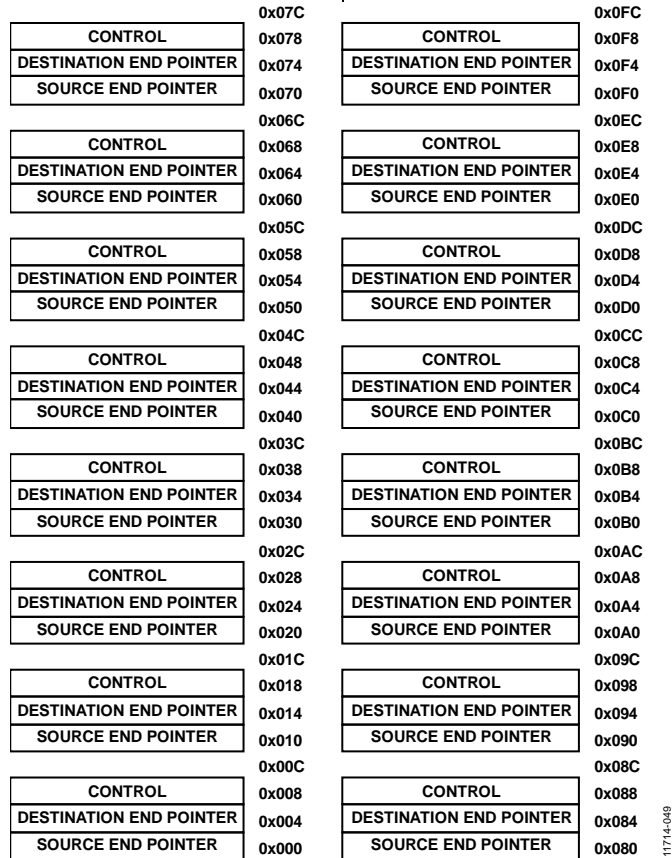 0x07C
CONTROL 0x078
DESTINATION END POINTER 0x074
SOURCE END POINTER 0x070
0x06C
CONTROL 0x068
DESTINATION END POINTER 0x064
SOURCE END POINTER 0x060
0x05C
CONTROL 0x058
DESTINATION END POINTER 0x054
SOURCE END POINTER 0x050
0x04C
CONTROL 0x048
DESTINATION END POINTER 0x044
SOURCE END POINTER 0x040
0x03C
CONTROL 0x038
DESTINATION END POINTER 0x034
SOURCE END POINTER 0x030
0x02C
CONTROL 0x028
DESTINATION END POINTER 0x024
SOURCE END POINTER 0x020
0x01C
CONTROL 0x018
DESTINATION END POINTER 0x014
SOURCE END POINTER 0x010
0x00C
CONTROL 0x008
DESTINATION END POINTER 0x004
SOURCE END POINTER 0x000
0x0FC
CONTROL 0x0F8
DESTINATION END POINTER 0x0F4
SOURCE END POINTER 0x0F0
0x0EC
CONTROL 0x0E8
DESTINATION END POINTER 0x0E4
SOURCE END POINTER 0x0E0
0x0DC
CONTROL 0x0D8
DESTINATION END POINTER 0x0D4
SOURCE END POINTER 0x0D0
0x0CC
CONTROL 0x0C8
DESTINATION END POINTER 0x0C4
SOURCE END POINTER 0x0C0
0x0BC
CONTROL 0x0B8
DESTINATION END POINTER 0x0B4
SOURCE END POINTER 0x0B0
0x0AC
CONTROL 0x0A8
DESTINATION END POINTER 0x0A4
SOURCE END POINTER 0x0A0
0x09C
CONTROL 0x098
DESTINATION END POINTER 0x094
SOURCE END POINTER 0x090
0x08C
CONTROL 0x088
DESTINATION END POINTER 0x084
SOURCE END POINTER 0x080
11714-049